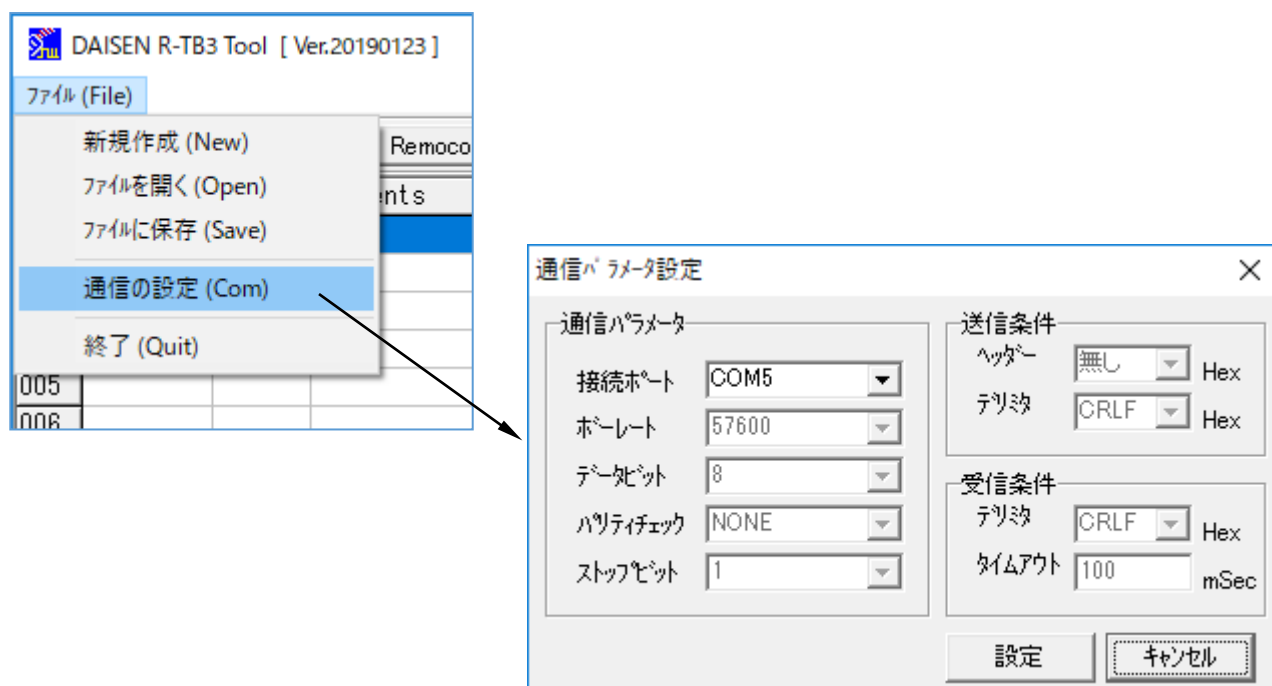 DAISEN R-TB3 Tool [ Ver.20190123 ]
ﾌｧｲﾙ (File)
新規作成 (New)
ﾌｧｲﾙを開く (Open)
ﾌｧｲﾙに保存 (Save)
通信の設定 (Com)
終了 (Quit)
Remoco
nts
005
006
通信ﾊﾟﾗﾒｰﾀ設定
通信ﾊﾟﾗﾒｰﾀ
接続ﾎﾟｰﾄ COM5
ﾎﾞｰﾚｰﾄ 57600
ﾃﾞｰﾀﾋﾞｯﾄ 8
ﾊﾟﾘﾃｨﾁｪｯｸ NONE
ｽﾄｯﾌﾟﾋﾞｯﾄ 1
送信条件
ﾍｯﾀﾞｰ 無し Hex
ﾃﾞﾘﾐﾀ CRLF Hex
受信条件
ﾃﾞﾘﾐﾀ CRLF Hex
ﾀｲﾑｱｳﾄ 100 mSec
設定 ｷｬﾝｾﾙ